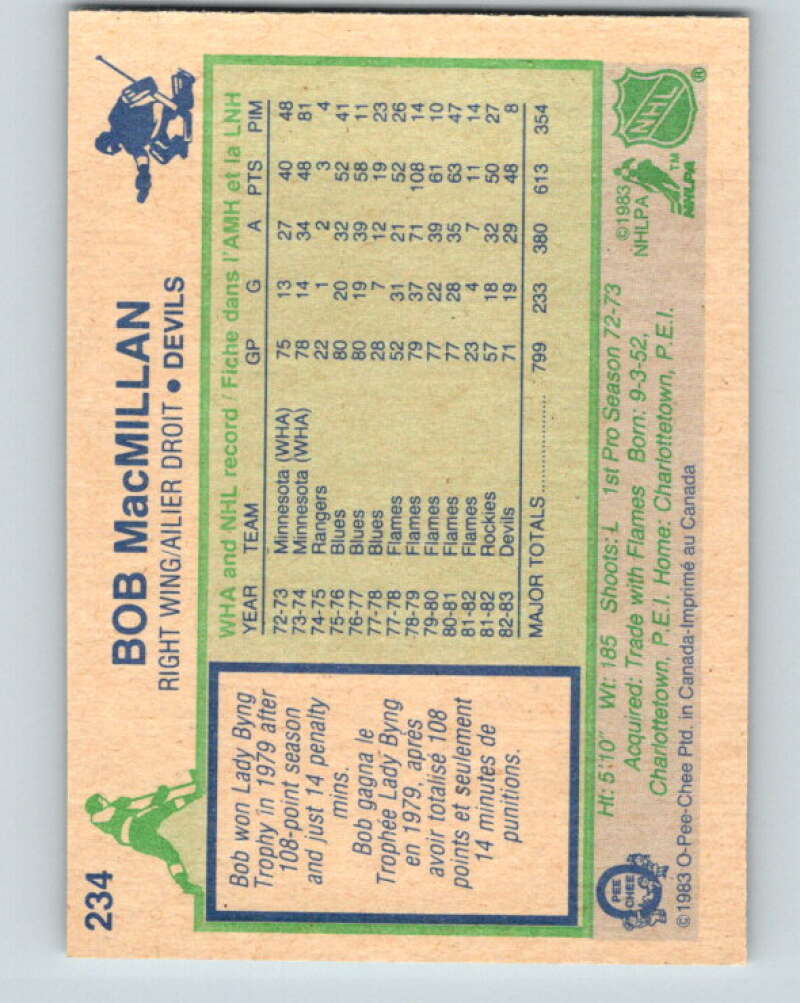 234
BOB MacMILLAN
RIGHT WING/AILIER DROIT • DEVILS
Bob won Lady Byng
Trophy in 1979 after
108-point season
and just 14 penalty
mins.
Bob gagna le
Trophée Lady Byng
en 1979, après
avoir totalisé 108
points et seulement
14 minutes de
punitions.
WHA and NHL record / Fiche dans l'AMH et la LNH
YEAR TEAM GP G A PTS PIM
72-73 Minnesota (WHA) 75 13 27 40 48
73-74 Minnesota (WHA) 78 14 34 48 81
74-75 Rangers 22 1 2 3 4
75-76 Blues 80 20 32 52 41
76-77 Blues 80 19 39 58 11
77-78 Blues 28 7 12 19 23
77-78 Flames 52 31 21 52 26
78-79 Flames 79 37 71 108 14
79-80 Flames 77 22 39 61 10
80-81 Flames 77 28 35 63 47
81-82 Flames 23 4 7 11 14
81-82 Rockies 57 18 32 50 27
82-83 Devils 71 19 29 48 8
MAJOR TOTALS .................... 799 233 380 613 354
Ht: 5'10" Wt: 185 Shoots: L 1st Pro Season 72-73
Acquired: Trade with Flames Born: 9-3-52,
Charlottetown, P.E.I. Home: Charlottetown, P.E.I.
©1983
NHLPA
NHLPA™
NHL®
O PEE CHEE
©1983 O-Pee-Chee Ptd. in Canada-Imprimé au Canada